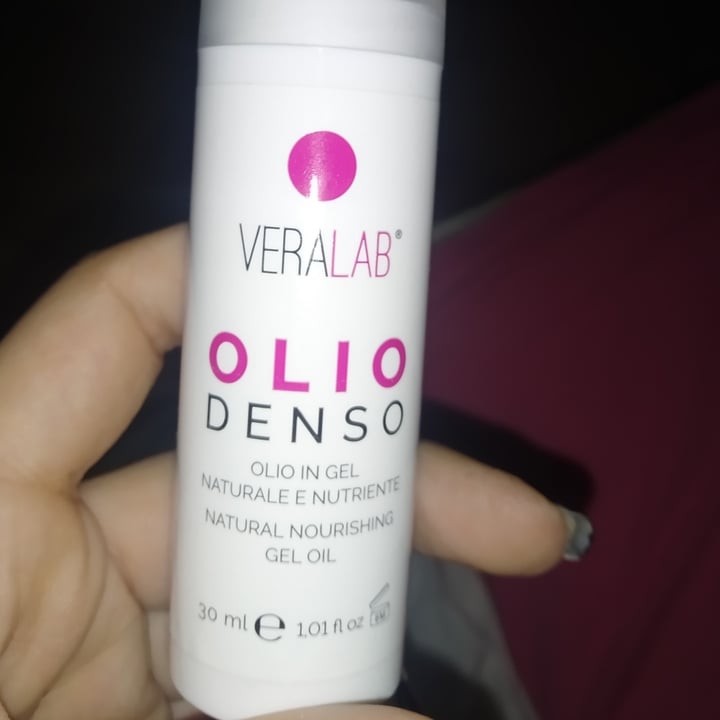 VERALAB®
OLIO
DENSO
OLIO IN GEL
NATURALE E NUTRIENTE
NATURAL NOURISHING
GEL OIL
30 ml ℮ 1.01 fl oz